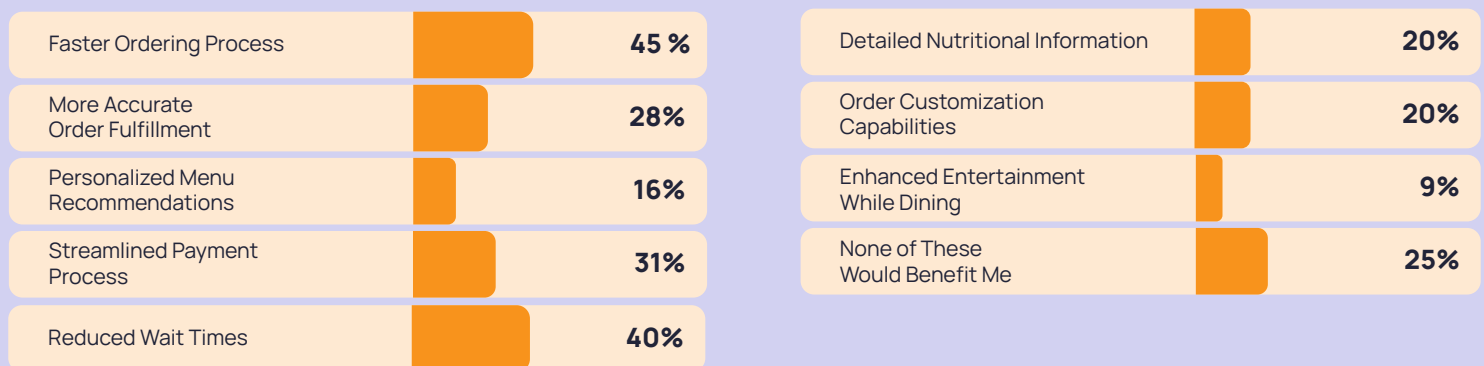 Faster Ordering Process
45 %
More Accurate
Order Fulfillment
28%
Personalized Menu
Recommendations
16%
Streamlined Payment
Process
31%
Reduced Wait Times
40%
Detailed Nutritional Information
20%
Order Customization
Capabilities
20%
Enhanced Entertainment
While Dining
9%
None of These
Would Benefit Me
25%